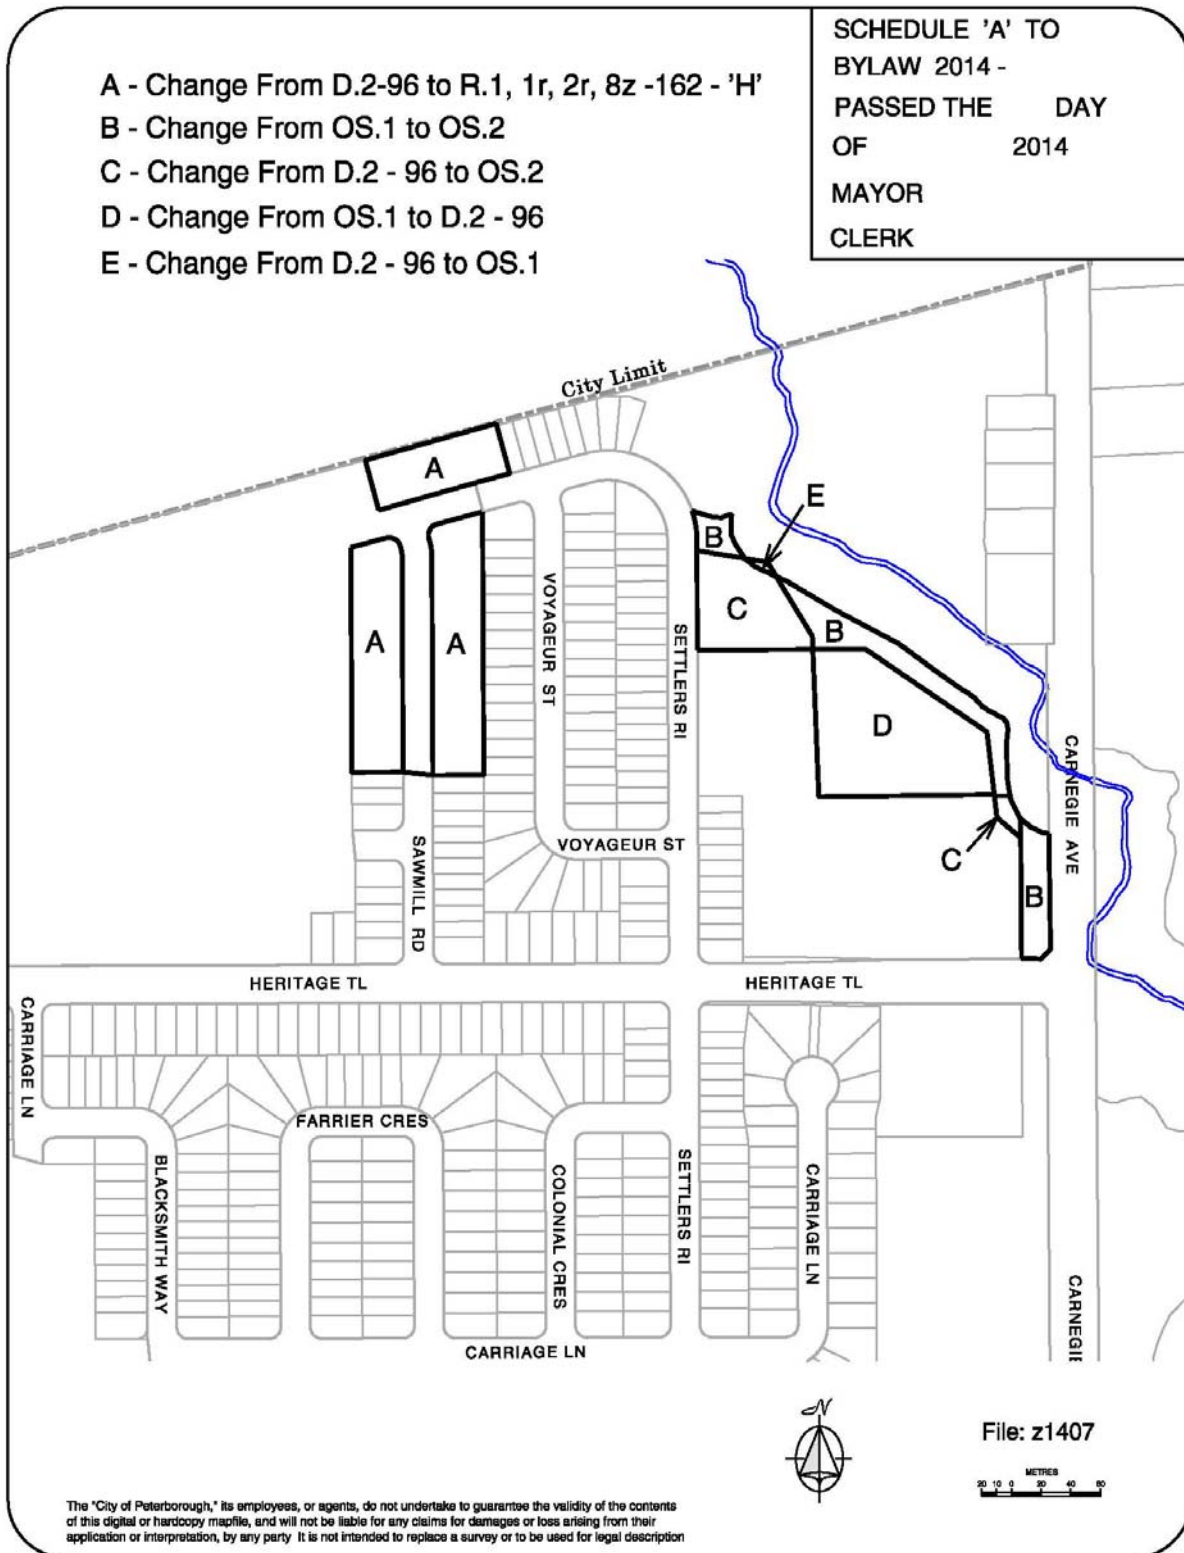 SCHEDULE 'A' TO
BYLAW 2014 -
PASSED THE DAY
OF 2014
MAYOR
CLERK
A - Change From D.2-96 to R.1, 1r, 2r, 8z -162 - 'H'
B - Change From OS.1 to OS.2
C - Change From D.2 - 96 to OS.2
D - Change From OS.1 to D.2 - 96
E - Change From D.2 - 96 to OS.1
City Limit
A
E
B
C
A
A
B
D
C
B
VOYAGEUR ST
SETTLERS RI
CARNEGIE AVE
VOYAGEUR ST
SAWMILL RD
HERITAGE TL
HERITAGE TL
CARRIAGE LN
FARRIER CRES
BLACKSMITH WAY
COLONIAL CRES
SETTLERS RI
CARRIAGE LN
CARNEGIE
CARRIAGE LN
N
File: z1407
METRES
20 10 0 20 40 60
The "City of Peterborough," its employees, or agents, do not undertake to guarantee the validity of the contents
of this digital or hardcopy mapfile, and will not be liable for any claims for damages or loss arising from their
application or interpretation, by any party It is not intended to replace a survey or to be used for legal description